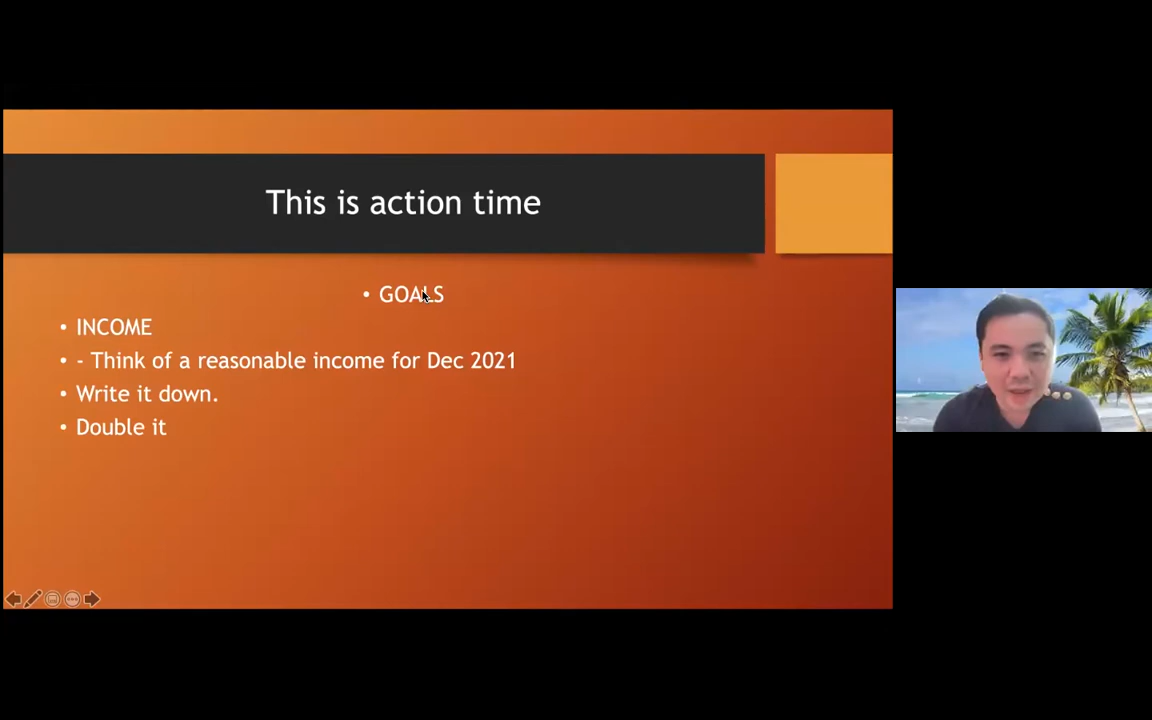 This is action time
• GOALS
• INCOME
• - Think of a reasonable income for Dec 2021
• Write it down.
• Double it